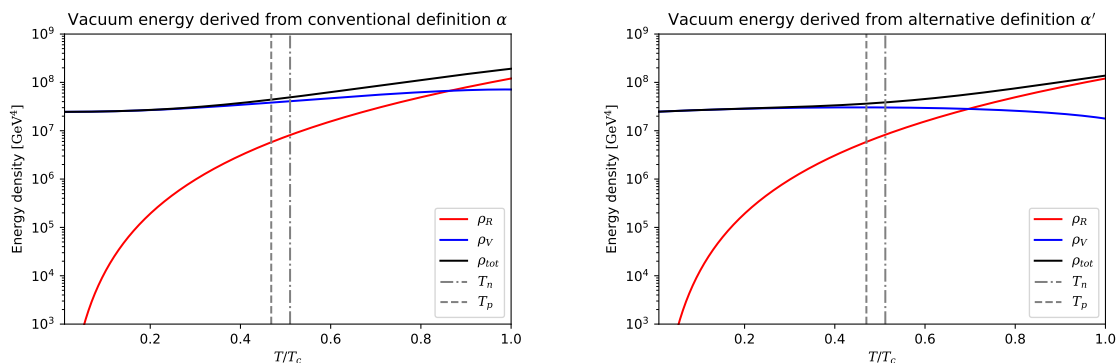 Vacuum energy derived from conventional definition α
Energy density [GeV⁴]
10⁹
10⁸
10⁷
10⁶
10⁵
10⁴
10³
0.2
0.4
0.6
0.8
1.0
T/T_c
ρ_R
ρ_V
ρ_tot
T_n
T_p
Vacuum energy derived from alternative definition α′
Energy density [GeV⁴]
10⁹
10⁸
10⁷
10⁶
10⁵
10⁴
10³
0.2
0.4
0.6
0.8
1.0
T/T_c
ρ_R
ρ_V
ρ_tot
T_n
T_p